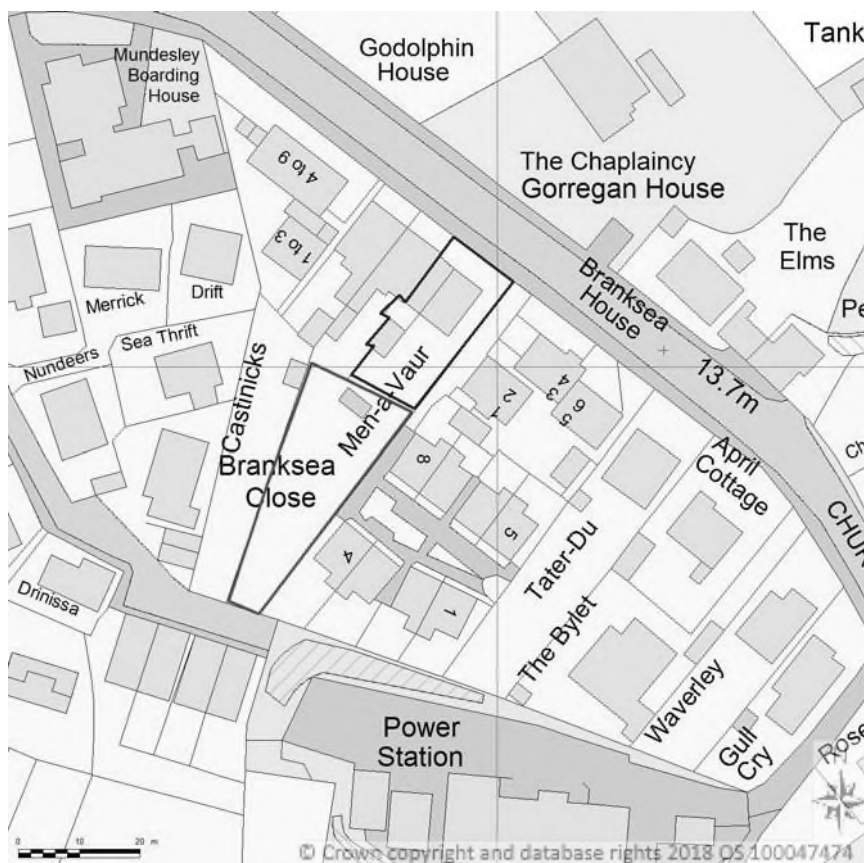 Godolphin
House
Tank
Mundesley
Boarding
House
4 to 9
The Chaplaincy
Gorregan House
1 to 3
The
Elms
Branksea
House
Merrick
Drift
Pe
Sea Thrift
Nundeers
13.7m
Castinicks
Men-a-Vaur
2
1
4
3
6
5
April
Cottage
Ch
Branksea
Close
8
5
CHUR
4
1
Tater-Du
Drinissa
The Bylet
Waverley
Gull
Cry
Rose
Power
Station
N
0
10
20
m
© Crown copyright and database rights 2018 OS 100047474